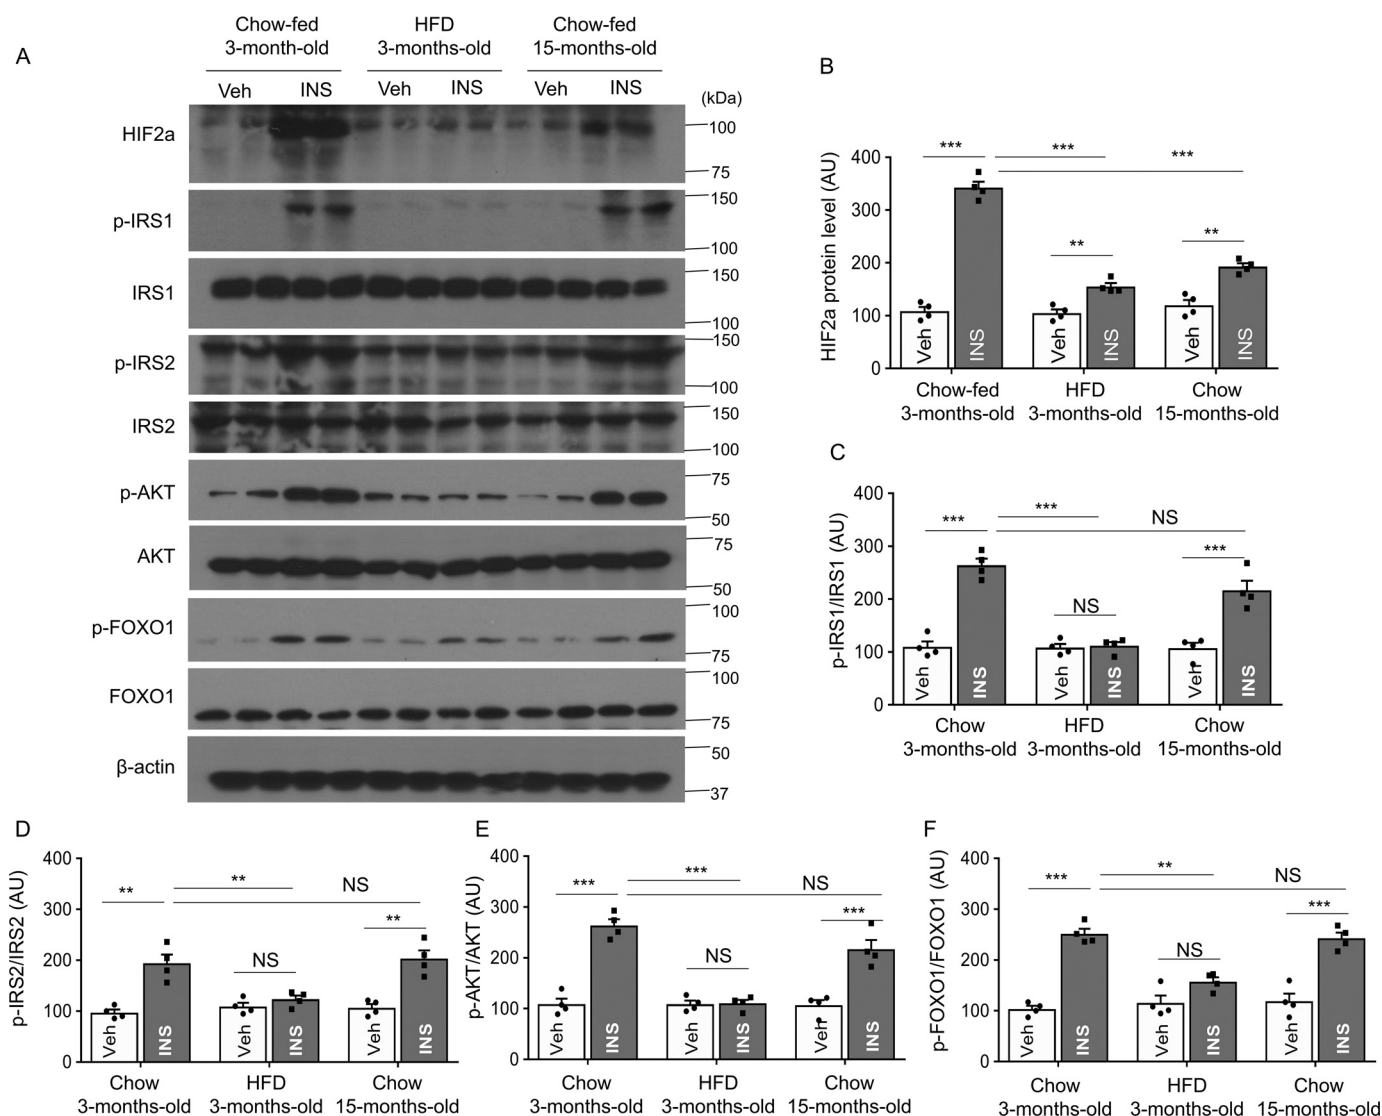 A
Chow-fed HFD Chow-fed
3-month-old 3-months-old 15-months-old
Veh INS Veh INS Veh INS
(kDa)
HIF2a
100
75
p-IRS1
150
100
IRS1
150
100
p-IRS2
150
100
IRS2
150
100
p-AKT
75
50
AKT
75
50
p-FOXO1
100
75
FOXO1
100
75
β-actin
50
37
B
HIF2a protein level (AU)
400
300
200
100
0
*** *** ***
** **
Veh INS Veh INS Veh INS
Chow-fed HFD Chow
3-months-old 3-months-old 15-months-old
C
p-IRS1/IRS1 (AU)
400
300
200
100
0
*** *** NS
NS ***
Veh INS Veh INS Veh INS
Chow HFD Chow
3-months-old 3-months-old 15-months-old
D
p-IRS2/IRS2 (AU)
400
300
200
100
0
** ** NS
NS **
Veh INS Veh INS Veh INS
Chow HFD Chow
3-months-old 3-months-old 15-months-old
E
p-AKT/AKT (AU)
400
300
200
100
0
*** *** NS
NS ***
Veh INS Veh INS Veh INS
Chow HFD Chow
3-months-old 3-months-old 15-months-old
F
p-FOXO1/FOXO1 (AU)
400
300
200
100
0
*** ** NS
NS ***
Veh INS Veh INS Veh INS
Chow HFD Chow
3-months-old 3-months-old 15-months-old